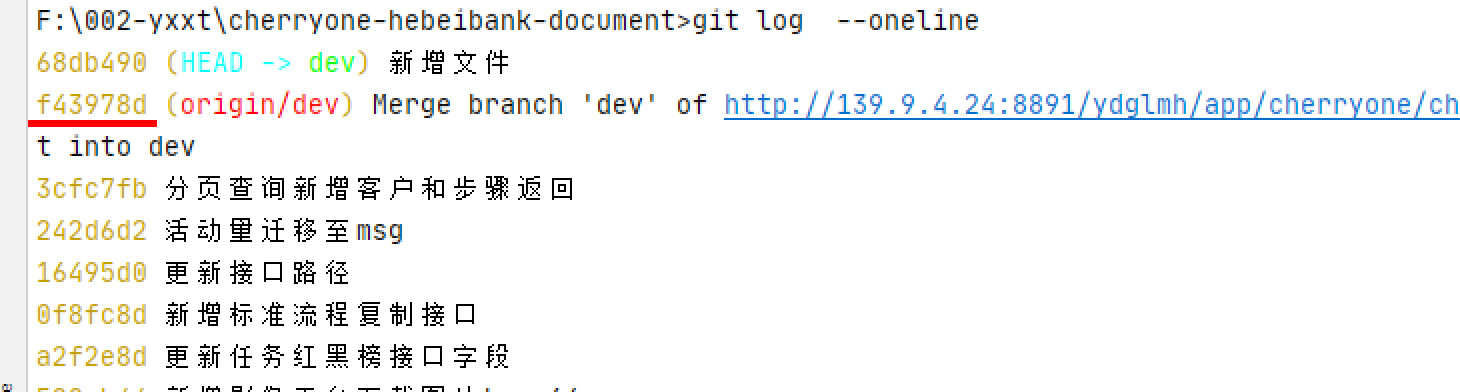 F:\002-yxxt\cherryone-hebeibank-document>git log  --oneline
68db490 (HEAD -> dev) 新增文件
f43978d (origin/dev) Merge branch 'dev' of http://139.9.4.24:8891/ydglmh/app/cherryone/ch
t into dev
3cfc7fb 分页查询新增客户和步骤返回
242d6d2 活动量迁移至msg
16495d0 更新接口路径
0f8fc8d 新增标准流程复制接口
a2f2e8d 更新任务红黑榜接口字段